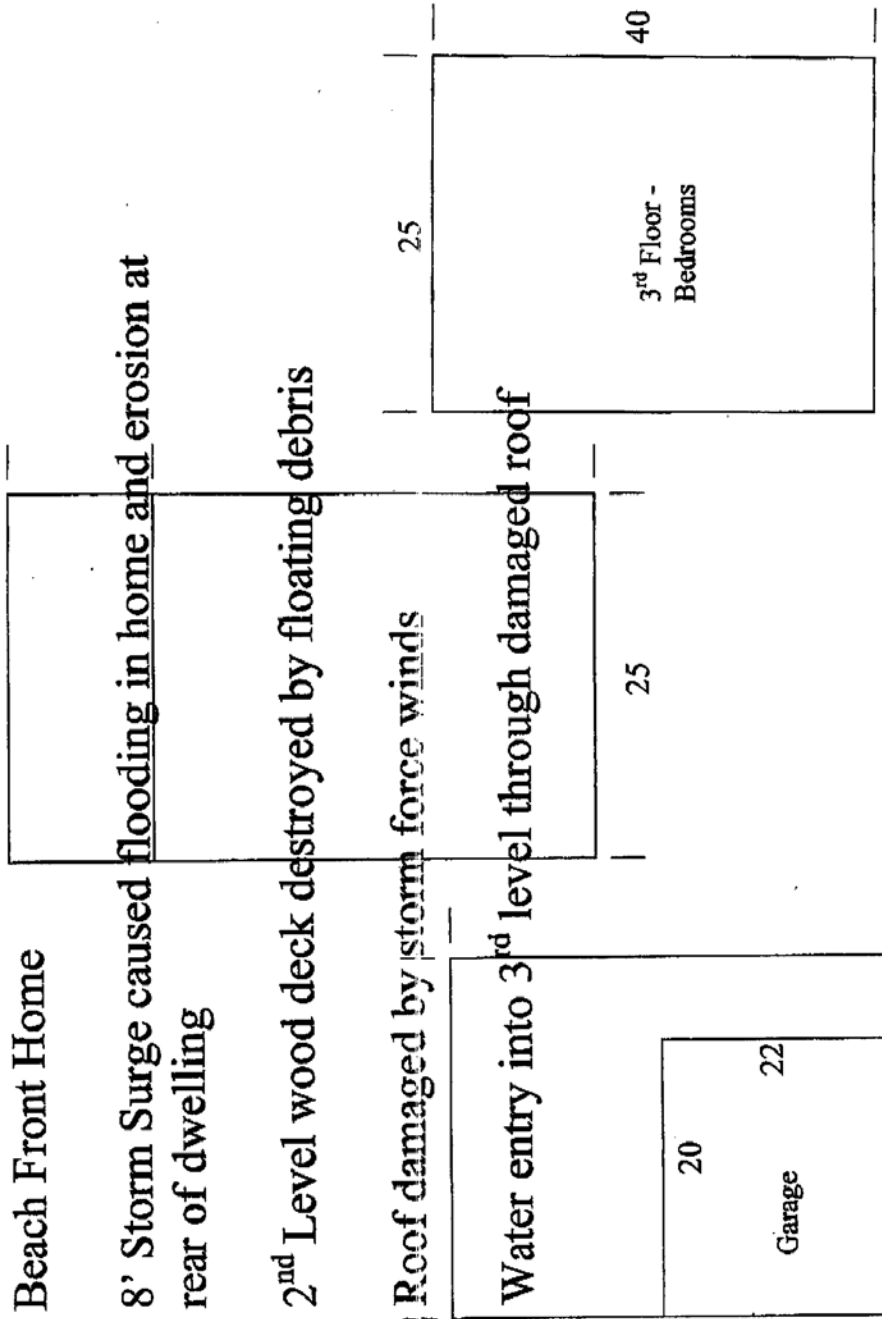 Beach Front Home
8’ Storm Surge caused flooding in home and erosion at
rear of dwelling
2nd Level wood deck destroyed by floating debris
Roof damaged by storm force winds
Water entry into 3rd level through damaged roof
20
22
Garage
25
25
40
3rd Floor -
Bedrooms